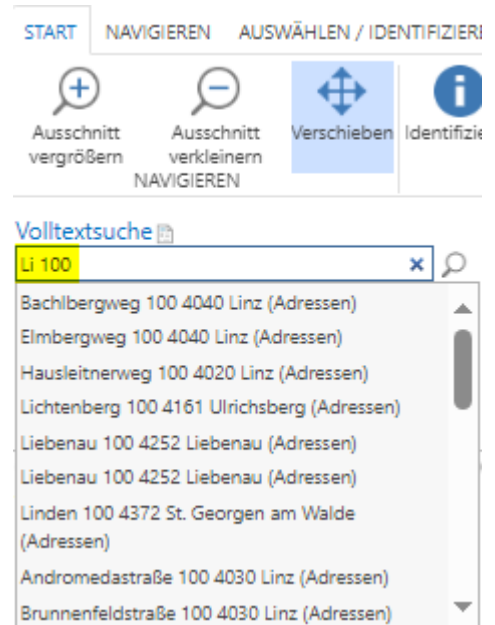 START NAVIGIEREN AUSWÄHLEN / IDENTIFIZIERE
Ausschnitt vergrößern Ausschnitt verkleinern Verschieben Identifizie
NAVIGIEREN
Volltextsuche
Li 100
Bachlbergweg 100 4040 Linz (Adressen)
Elmbergweg 100 4040 Linz (Adressen)
Hausleitnerweg 100 4020 Linz (Adressen)
Lichtenberg 100 4161 Ulrichsberg (Adressen)
Liebenau 100 4252 Liebenau (Adressen)
Liebenau 100 4252 Liebenau (Adressen)
Linden 100 4372 St. Georgen am Walde
(Adressen)
Andromedastraße 100 4030 Linz (Adressen)
Brunnenfeldstraße 100 4030 Linz (Adressen)